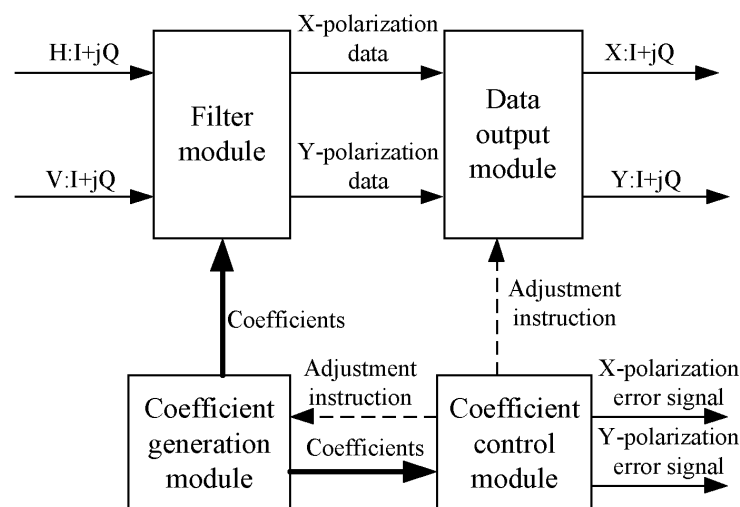 H:I+jQ
V:I+jQ
Filter
module
X-polarization
data
Y-polarization
data
Data
output
module
X:I+jQ
Y:I+jQ
Coefficients
Adjustment
instruction
Coefficient
generation
module
Adjustment
instruction
Coefficients
Coefficient
control
module
X-polarization
error signal
Y-polarization
error signal